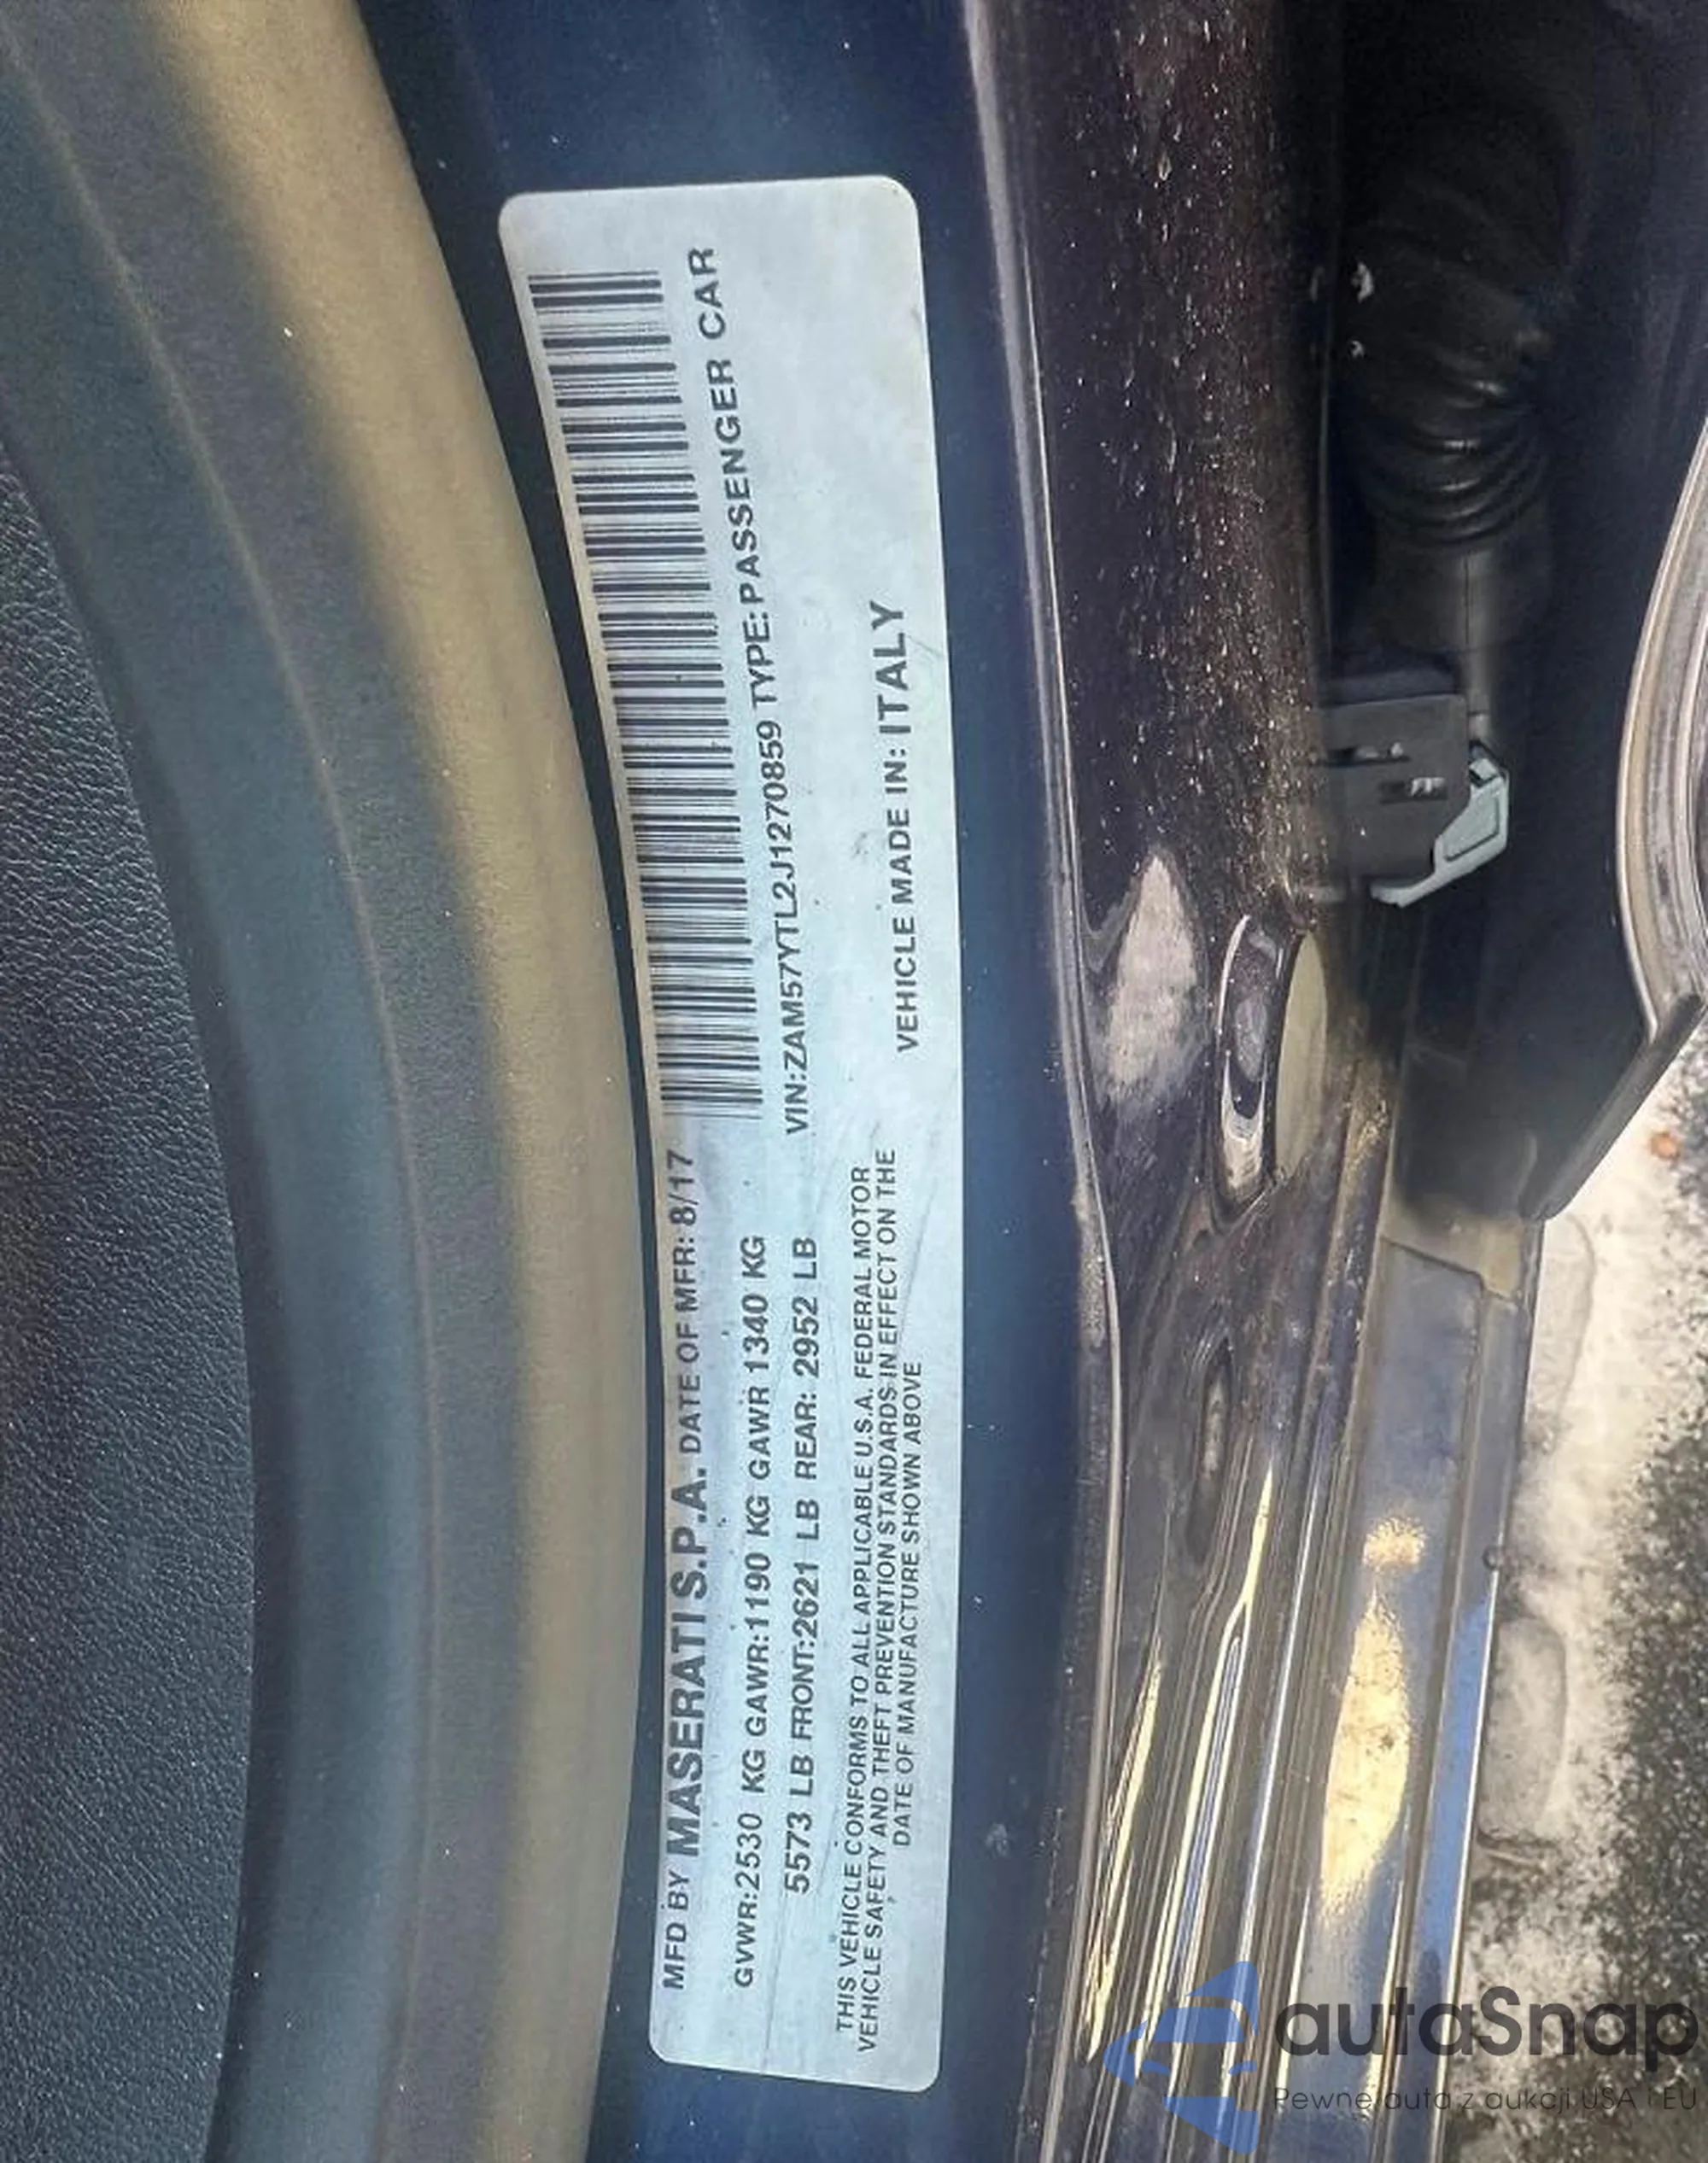 MFD BY MASERATI S.P.A. DATE OF MFR: 8/17
GVWR:2530 KG GAWR:1190 KG GAWR 1340 KG
5573 LB FRONT:2621 LB REAR: 2952 LB
VIN:ZAM57YTL2J1270859 TYPE:PASSENGER CAR
THIS VEHICLE CONFORMS TO ALL APPLICABLE U.S.A. FEDERAL MOTOR
VEHICLE SAFETY AND THEFT PREVENTION STANDARDS IN EFFECT ON THE
DATE OF MANUFACTURE SHOWN ABOVE
VEHICLE MADE IN: ITALY
autaSnap
Pewne auta z aukcji USA i EU